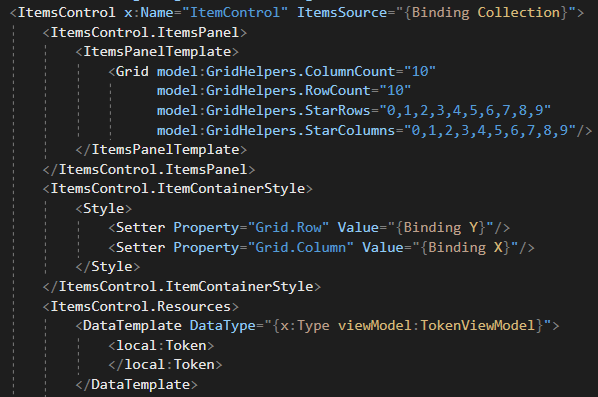 <ItemsControl x:Name="ItemControl" ItemsSource="{Binding Collection}">
<ItemsControl.ItemsPanel>
<ItemsPanelTemplate>
<Grid model:GridHelpers.ColumnCount="10"
model:GridHelpers.RowCount="10"
model:GridHelpers.StarRows="0,1,2,3,4,5,6,7,8,9"
model:GridHelpers.StarColumns="0,1,2,3,4,5,6,7,8,9"/>
</ItemsPanelTemplate>
</ItemsControl.ItemsPanel>
<ItemsControl.ItemContainerStyle>
<Style>
<Setter Property="Grid.Row" Value="{Binding Y}"/>
<Setter Property="Grid.Column" Value="{Binding X}"/>
</Style>
</ItemsControl.ItemContainerStyle>
<ItemsControl.Resources>
<DataTemplate DataType="{x:Type viewModel:TokenViewModel}">
<local:Token>
</local:Token>
</DataTemplate>